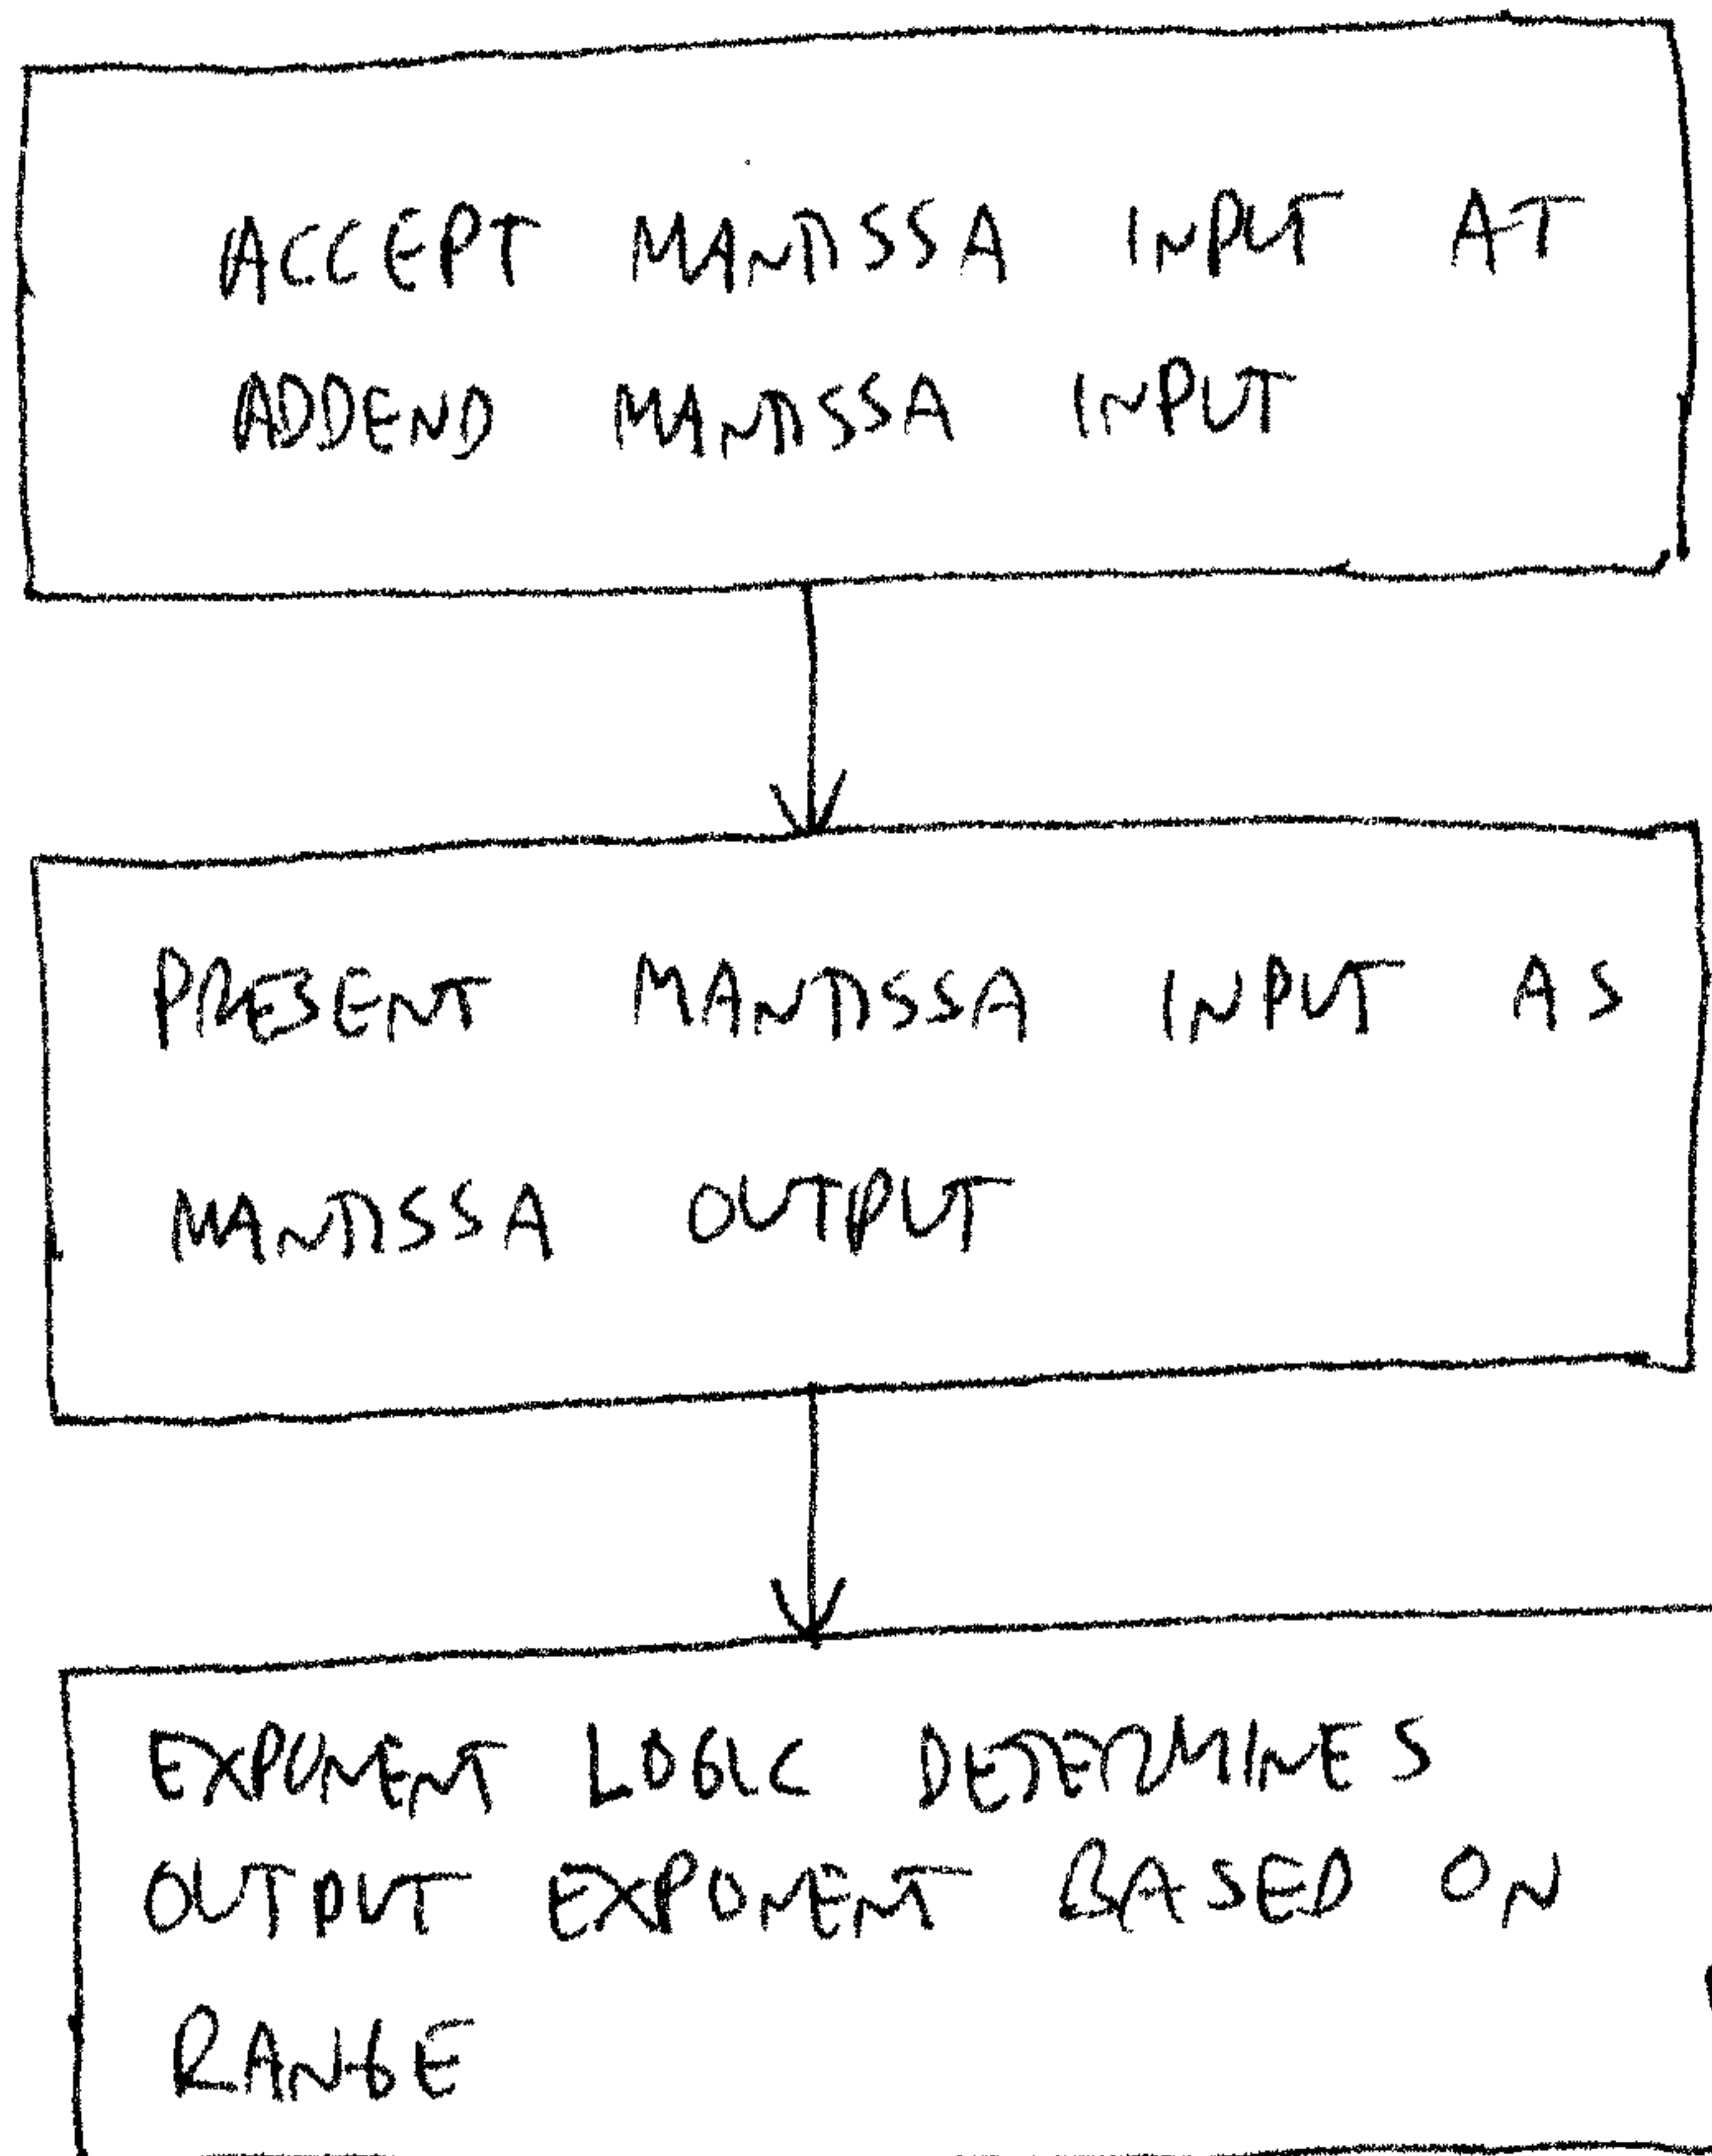 ACCEPT MANTISSA INPUT AT
ADDEND MANTISSA INPUT
PRESENT MANTISSA INPUT AS
MANTISSA OUTPUT
EXPONENT LOGIC DETERMINES
OUTPUT EXPONENT BASED ON
RANGE